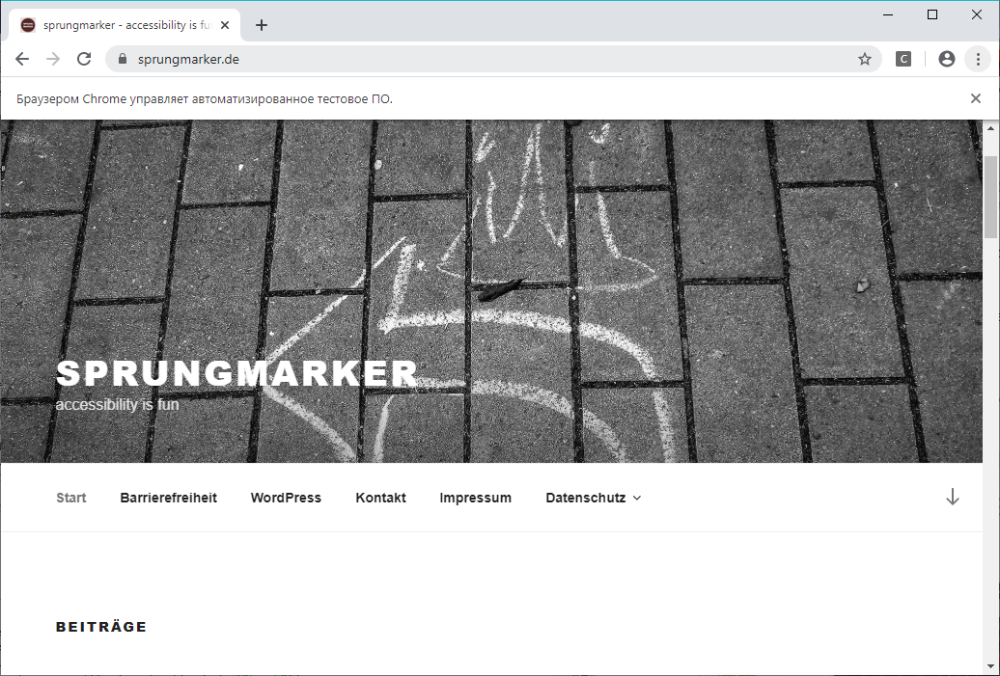 sprungmarker - accessibility is fu
sprungmarker.de
C
Браузером Chrome управляет автоматизированное тестовое ПО.
SPRUNGMARKER
accessibility is fun
Start Barrierefreiheit WordPress Kontakt Impressum Datenschutz
BEITRÄGE